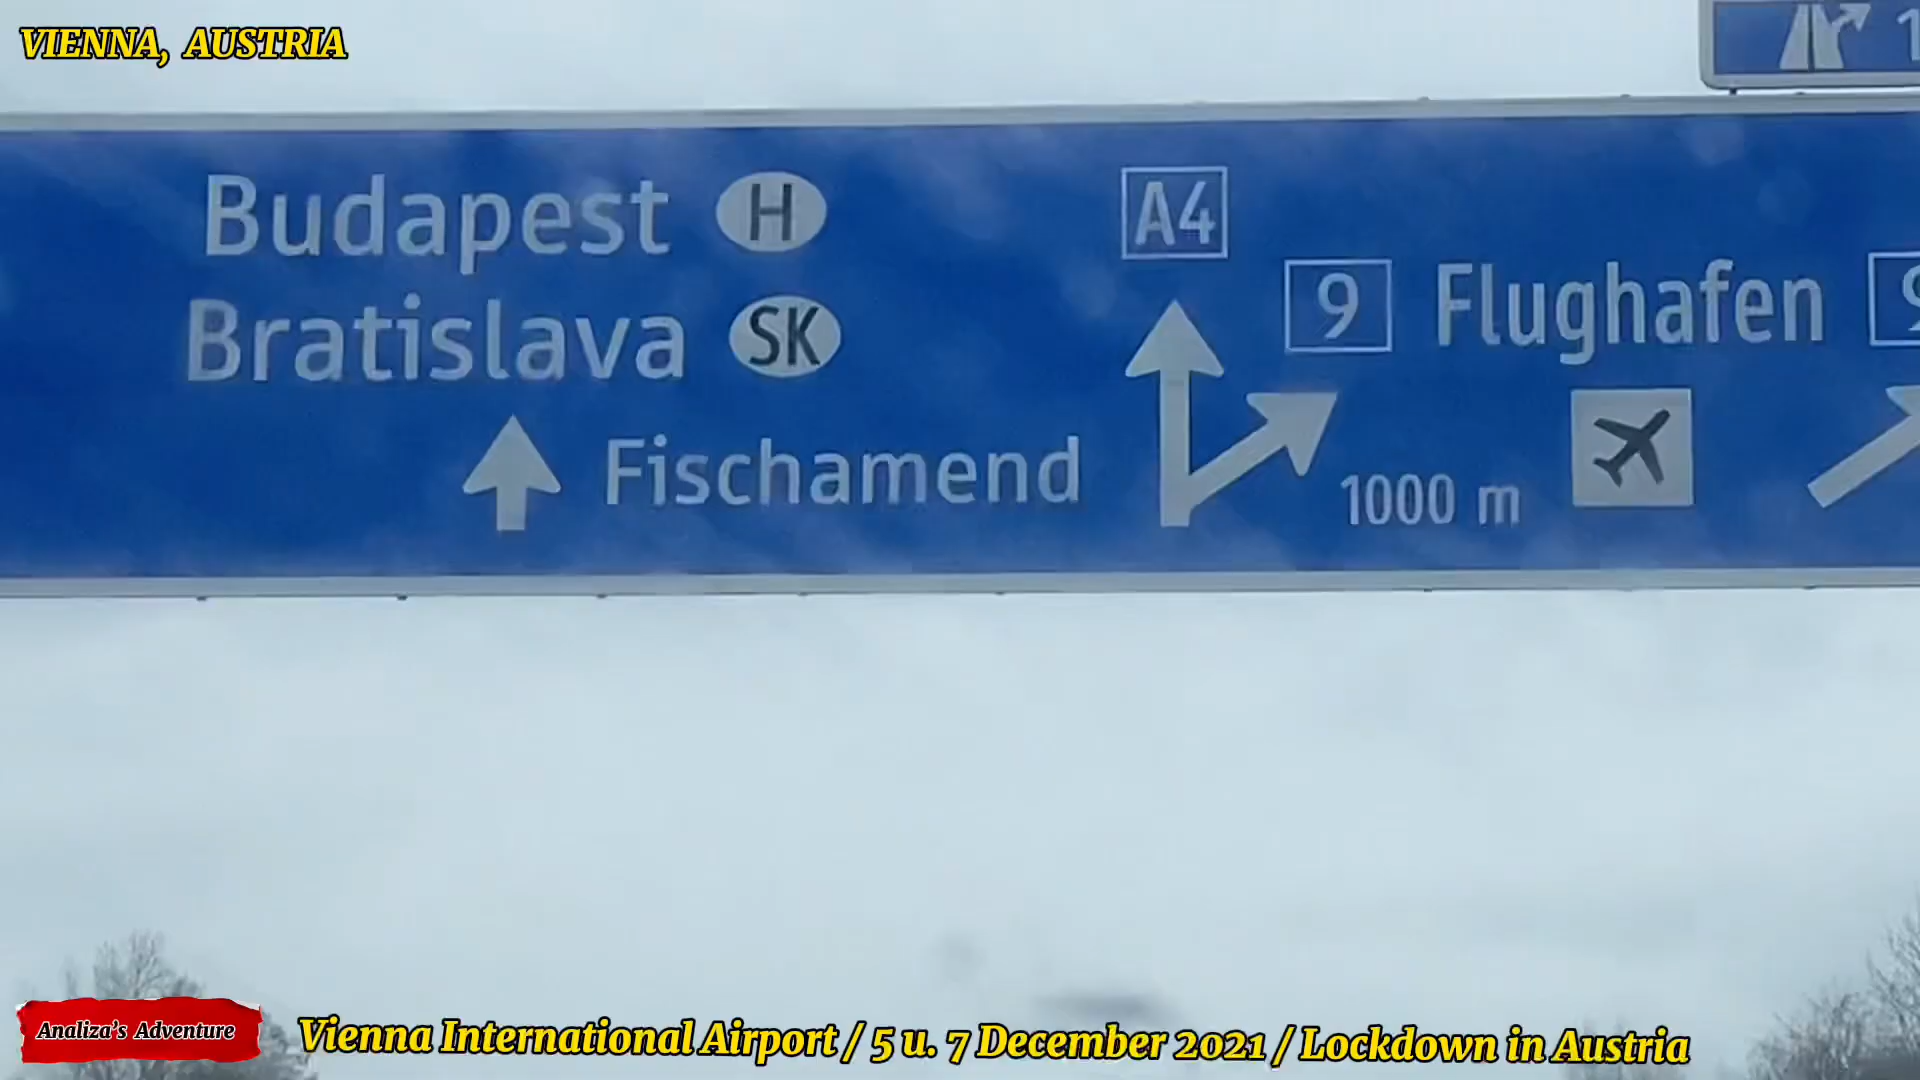 VIENNA, AUSTRIA
Budapest H
Bratislava SK
Fischamend
A4
9 Flughafen
1000 m
Analiza's Adventure
Vienna International Airport / 5 u. 7 December 2021 / Lockdown in Austria